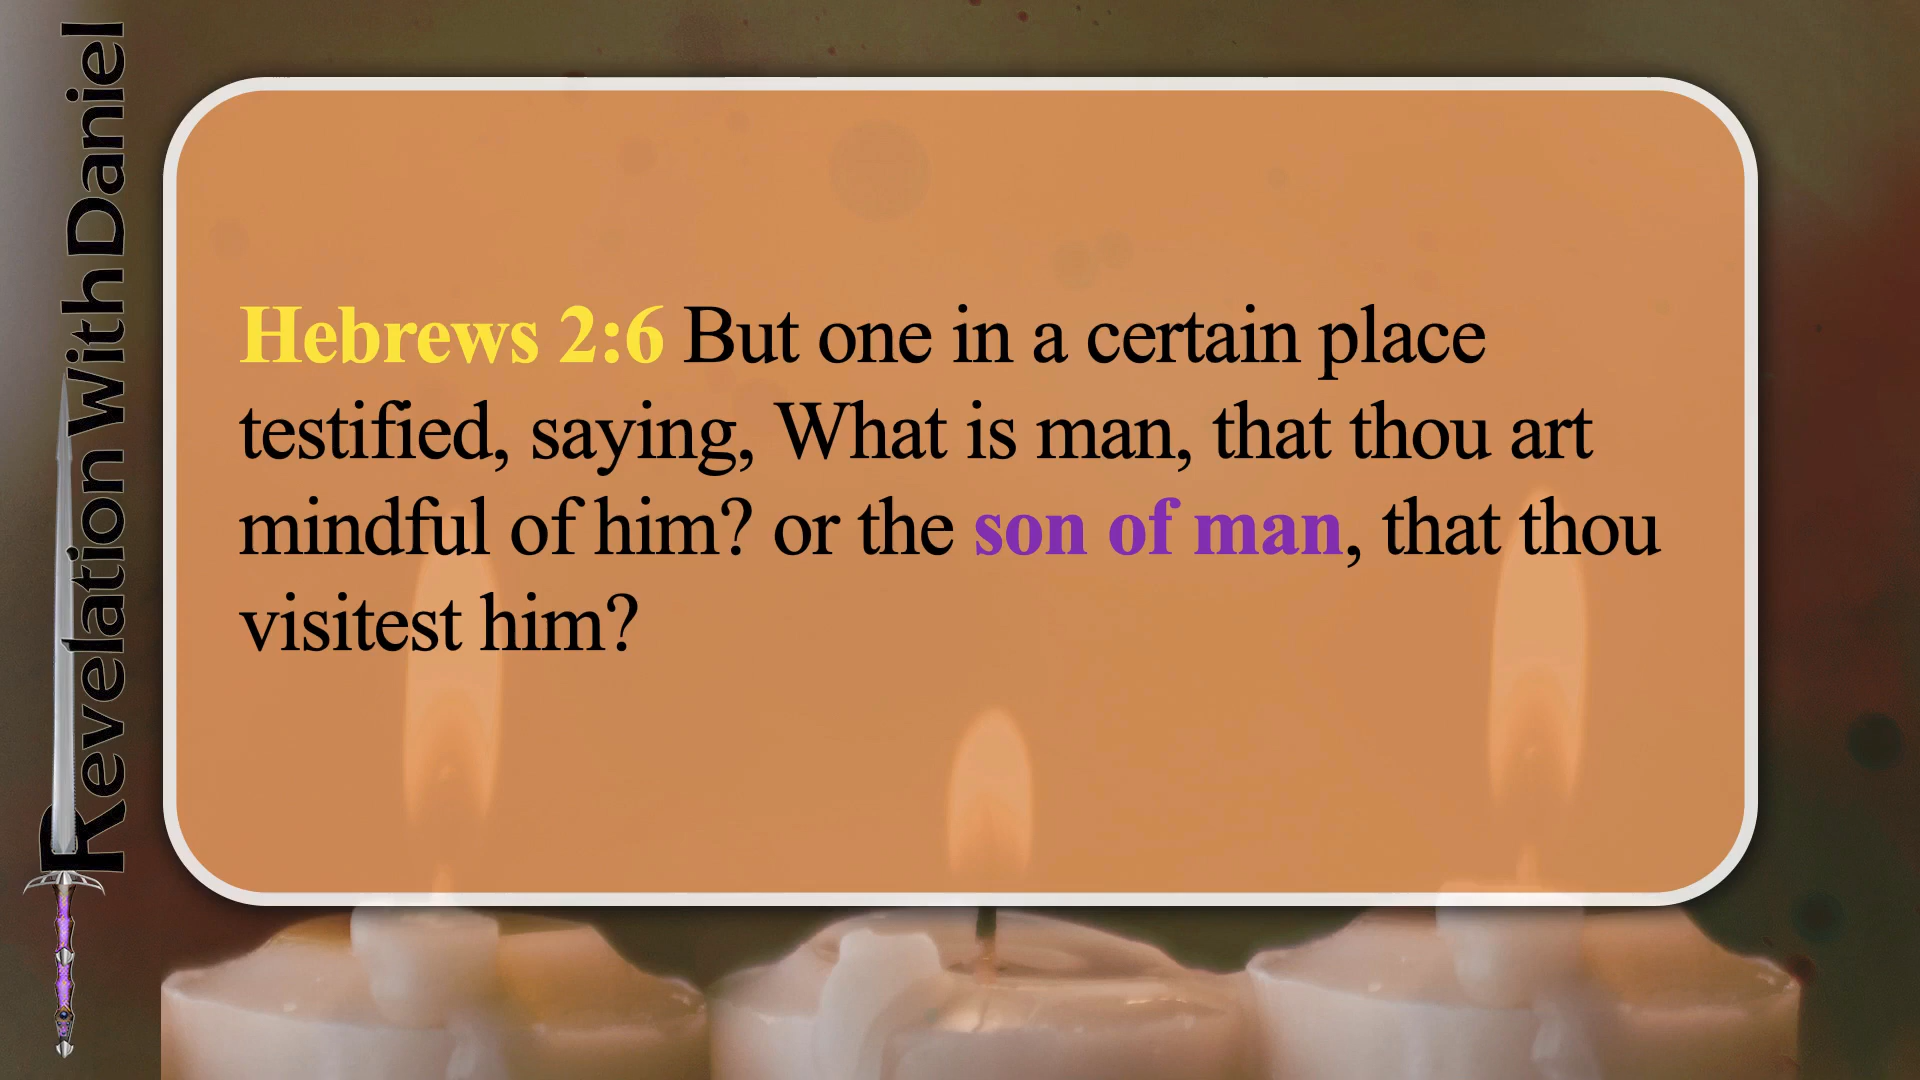 Revelation With Daniel
Hebrews 2:6 But one in a certain place
testified, saying, What is man, that thou art
mindful of him? or the son of man, that thou
visitest him?